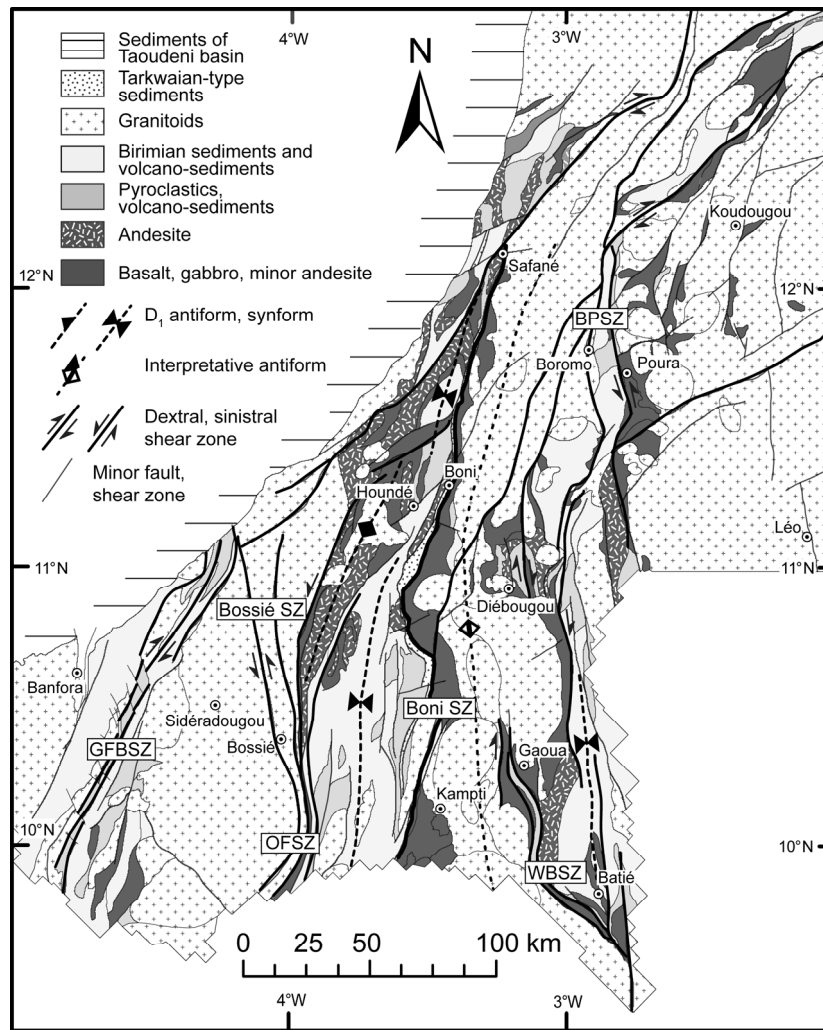 4°W
3°W
Sediments of
Taoudeni basin
Tarkwaian-type
sediments
Granitoids
Birimian sediments and
volcano-sediments
Pyroclastics,
volcano-sediments
Andesite
Basalt, gabbro, minor andesite
D1 antiform, synform
Interpretative antiform
Dextral, sinistral
shear zone
Minor fault,
shear zone
N
Koudougou
Safané
12°N
12°N
BPSZ
Boromo
Poura
Boni
Houndé
Léo
11°N
11°N
Diébougou
Bossié SZ
Banfora
Sidéradougou
Boni SZ
Bossié
GFBSZ
Gaoua
Kampti
10°N
10°N
OFSZ
WBSZ
Batié
0 25 50 100 km
4°W
3°W